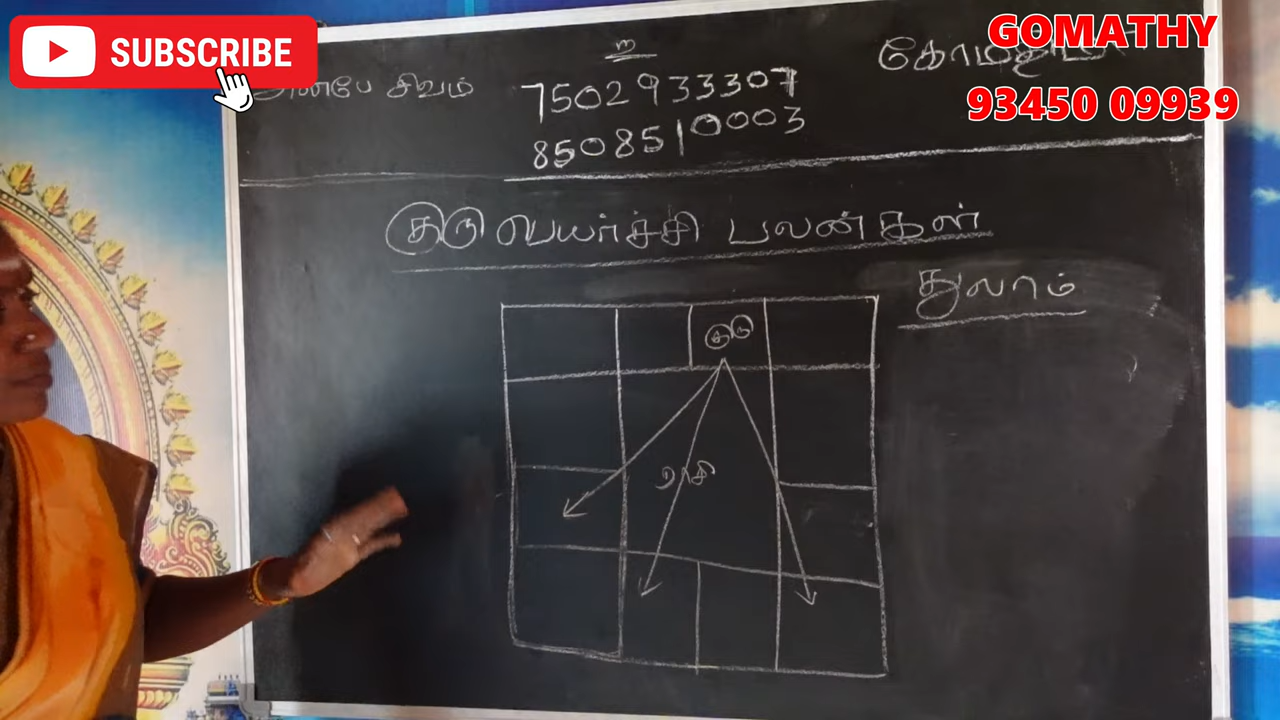 SUBSCRIBE
GOMATHY
93450 09939
உ
அன்பே சிவம்
7502933307
8508510003
குரு பெயர்ச்சி பலன்கள்
துலாம்
குரு
ராசி